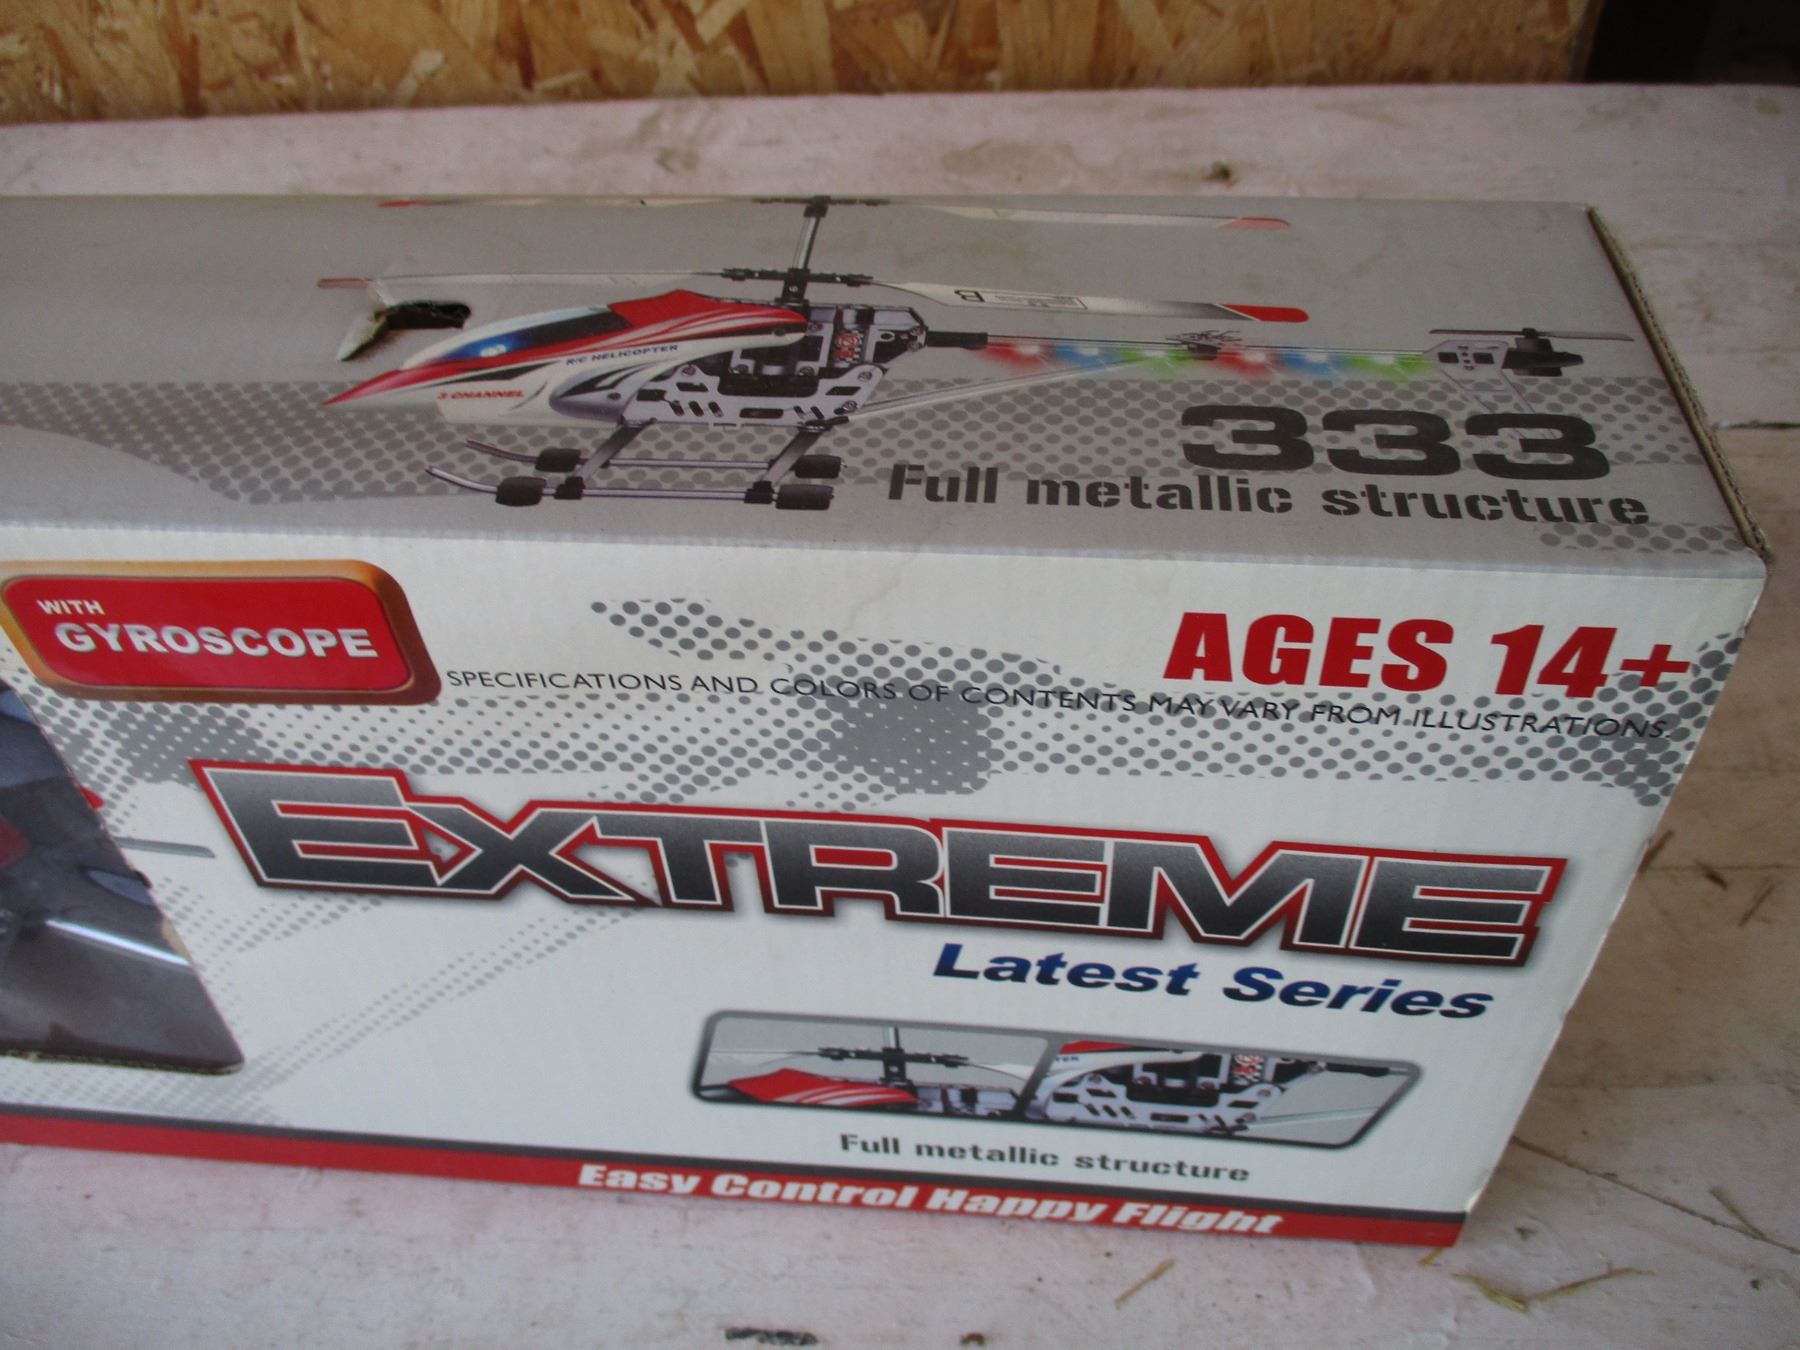 B
R/C HELICOPTER
3 CHANNEL
333
Full metallic structure
WITH
GYROSCOPE
AGES 14+
SPECIFICATIONS AND COLORS OF CONTENTS MAY VARY FROM ILLUSTRATIONS.
EXTREME
Latest Series
TER
Full metallic structure
Easy Control Happy Flight